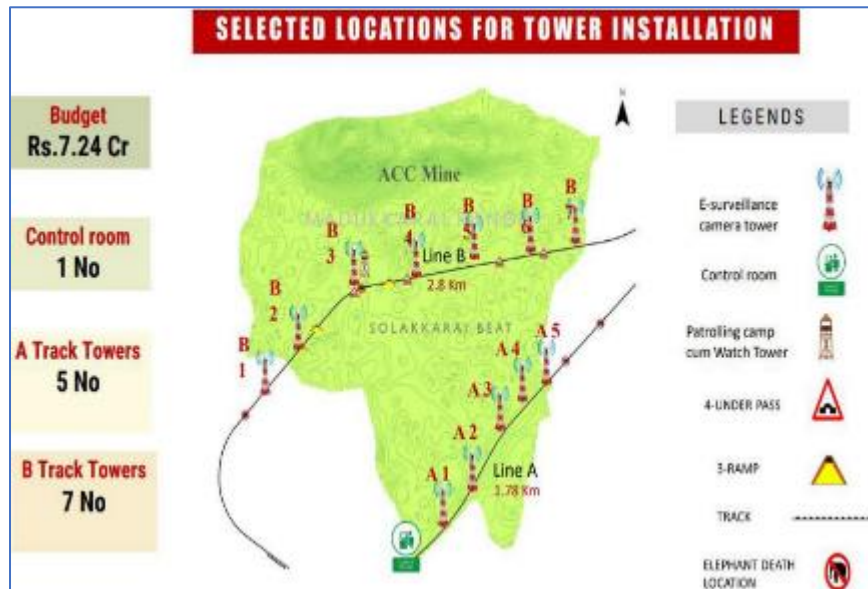 SELECTED LOCATIONS FOR TOWER INSTALLATION
Budget
Rs.7.24 Cr
Control room
1 No
A Track Towers
5 No
B Track Towers
7 No
N
ACC Mine
B
1
B
2
B
3
B
4
B
5
B
6
B
7
Line B
2.8 Km
SOLAKKARAI BEAT
A 5
A 4
A3
A 2
A 1
Line A
1.78 Km
LEGENDS
E-surveillance
camera tower
Control room
Patrolling camp
cum Watch Tower
4-UNDER PASS
3-RAMP
TRACK
ELEPHANT DEATH
LOCATION